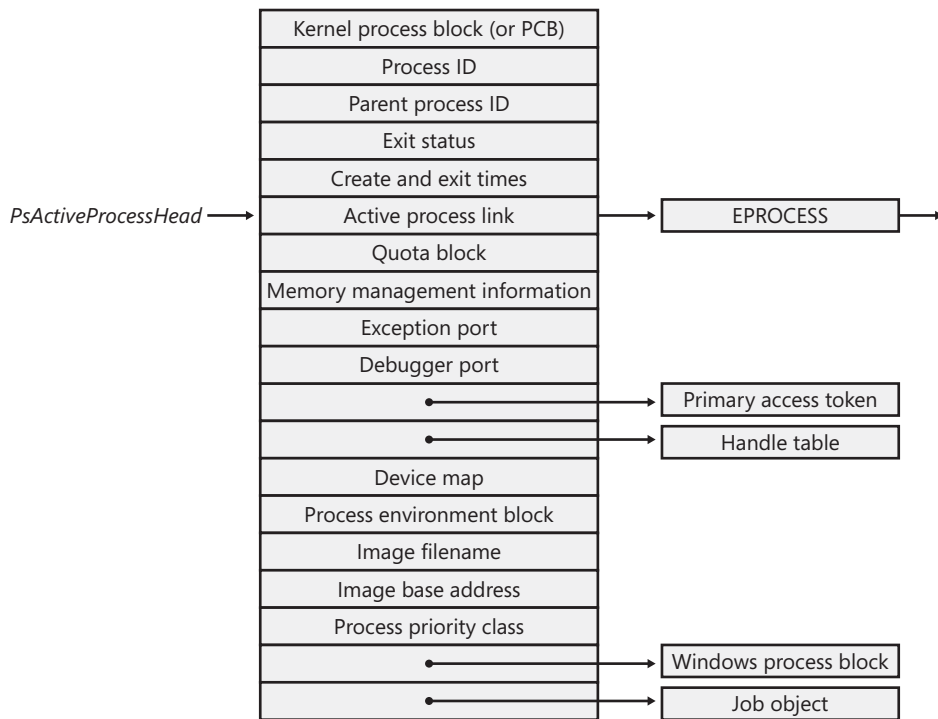 Kernel process block (or PCB)
Process ID
Parent process ID
Exit status
Create and exit times
PsActiveProcessHead
Active process link
EPROCESS
Quota block
Memory management information
Exception port
Debugger port
Primary access token
Handle table
Device map
Process environment block
Image filename
Image base address
Process priority class
Windows process block
Job object